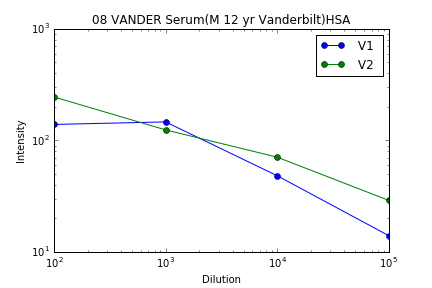 08 VANDER Serum(M 12 yr Vanderbilt)HSA
10³
V1
V2
Intensity
10²
10¹
10² 10³ 10⁴ 10⁵
Dilution